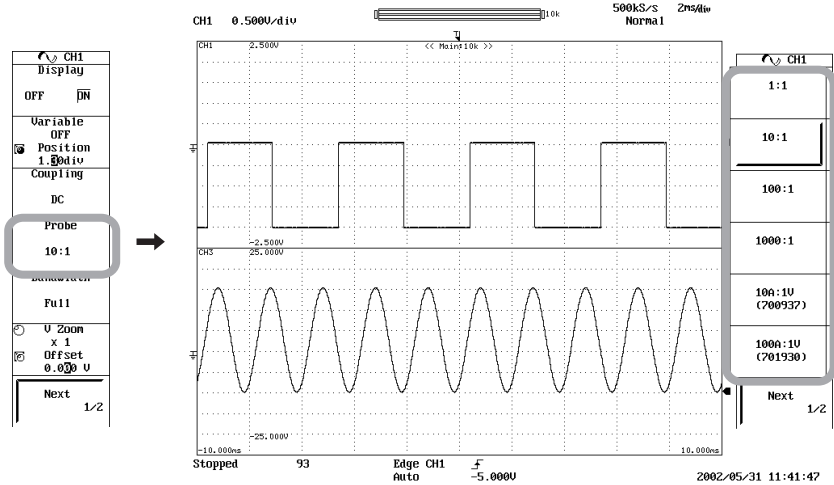 CH1 0.500V/div
10k
500kS/s 2ms/div
Normal
CH1
Display
OFF ON
Variable
OFF
Position
1.30div
Coupling
DC
Probe
10:1
Bandwidth
Full
V Zoom
x 1
Offset
0.000 V
Next
1/2
CH1 2.500V
<< Main:10k >>
-2.500V
CH3 25.000V
-25.000V
-10.000ms
10.000ms
Stopped 93 Edge CH1
Auto -5.000V
2002/05/31 11:41:47
CH1
1:1
10:1
100:1
1000:1
10A:1V
(700937)
100A:1V
(701930)
Next
1/2